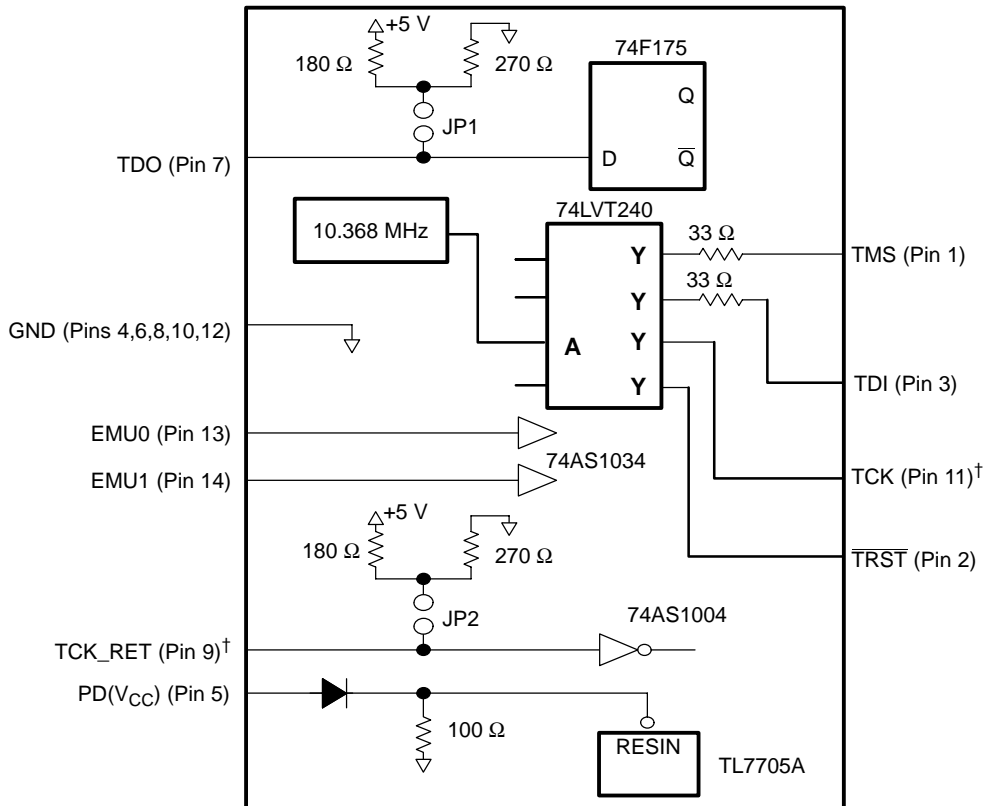 +5 V
74F175
180 Ω
270 Ω
Q
JP1
TDO (Pin 7)
D
Q̅
74LVT240
10.368 MHz
33 Ω
Y
TMS (Pin 1)
33 Ω
Y
GND (Pins 4,6,8,10,12)
A
Y
Y
TDI (Pin 3)
EMU0 (Pin 13)
74AS1034
EMU1 (Pin 14)
TCK (Pin 11)†
+5 V
180 Ω
270 Ω
T̅R̅S̅T̅ (Pin 2)
JP2
74AS1004
TCK_RET (Pin 9)†
PD(VCC) (Pin 5)
100 Ω
RESIN
TL7705A